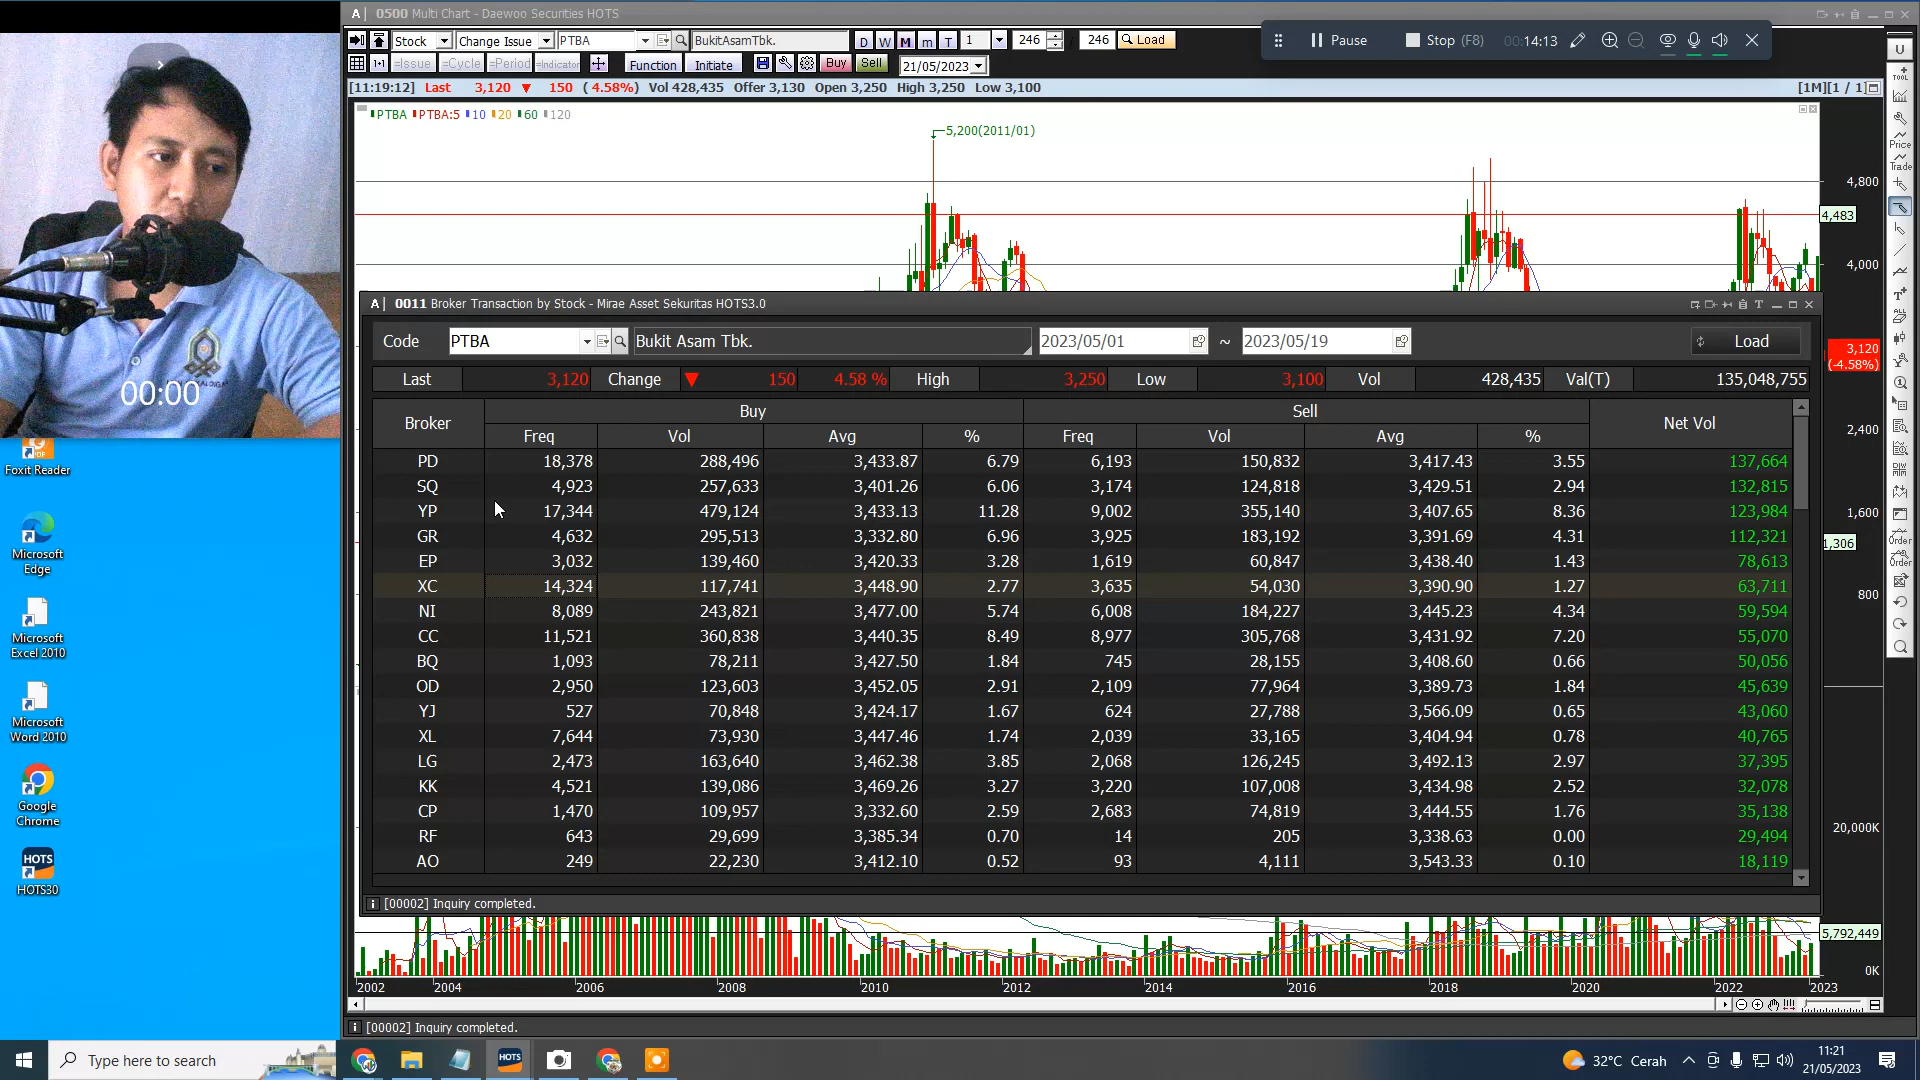 A| 0500 Multi Chart - Daewoo Securities HOTS
Stock Change Issue PTBA BukitAsamTbk. D W M m T 1 246 246 Load
Pause Stop (F8) 00:14:13
=Issue =Cycle =Period =Indicator Function Initiate Buy Sell 21/05/2023
[11:19:12] Last 3,120 ▼ 150 ( 4.58%) Vol 428,435 Offer 3,130 Open 3,250 High 3,250 Low 3,100 [1M][1 / 1]
PTBA PTBA:5 10 20 60 120
5,200(2011/01)
4,800
4,483
4,000
3,120
(-4.58%)
2,400
1,600
1,306
800
20,000K
5,792,449
0K
U
TOOL
Price
Trade
Order
Order
A| 0011 Broker Transaction by Stock - Mirae Asset Sekuritas HOTS3.0
Code PTBA Bukit Asam Tbk. 2023/05/01 ~ 2023/05/19 Load
Last 3,120 Change ▼ 150 4.58 % High 3,250 Low 3,100 Vol 428,435 Val(T) 135,048,755
Broker Buy Sell Net Vol
Freq Vol Avg % Freq Vol Avg %
PD 18,378 288,496 3,433.87 6.79 6,193 150,832 3,417.43 3.55 137,664
SQ 4,923 257,633 3,401.26 6.06 3,174 124,818 3,429.51 2.94 132,815
YP 17,344 479,124 3,433.13 11.28 9,002 355,140 3,407.65 8.36 123,984
GR 4,632 295,513 3,332.80 6.96 3,925 183,192 3,391.69 4.31 112,321
EP 3,032 139,460 3,420.33 3.28 1,619 60,847 3,438.40 1.43 78,613
XC 14,324 117,741 3,448.90 2.77 3,635 54,030 3,390.90 1.27 63,711
NI 8,089 243,821 3,477.00 5.74 6,008 184,227 3,445.23 4.34 59,594
CC 11,521 360,838 3,440.35 8.49 8,977 305,768 3,431.92 7.20 55,070
BQ 1,093 78,211 3,427.50 1.84 745 28,155 3,408.60 0.66 50,056
OD 2,950 123,603 3,452.05 2.91 2,109 77,964 3,389.73 1.84 45,639
YJ 527 70,848 3,424.17 1.67 624 27,788 3,566.09 0.65 43,060
XL 7,644 73,930 3,447.46 1.74 2,039 33,165 3,404.94 0.78 40,765
LG 2,473 163,640 3,462.38 3.85 2,068 126,245 3,492.13 2.97 37,395
KK 4,521 139,086 3,469.26 3.27 3,220 107,008 3,434.98 2.52 32,078
CP 1,470 109,957 3,332.60 2.59 2,683 74,819 3,444.55 1.76 35,138
RF 643 29,699 3,385.34 0.70 14 205 3,338.63 0.00 29,494
AO 249 22,230 3,412.10 0.52 93 4,111 3,543.33 0.10 18,119
[00002] Inquiry completed.
2002 2004 2006 2008 2010 2012 2014 2016 2018 2020 2022 2023
[00002] Inquiry completed.
00:00
Foxit Reader
Microsoft
Edge
Microsoft
Excel 2010
Microsoft
Word 2010
Google
Chrome
HOTS
HOTS30
Type here to search
HOTS
32°C Cerah
11:21
21/05/2023